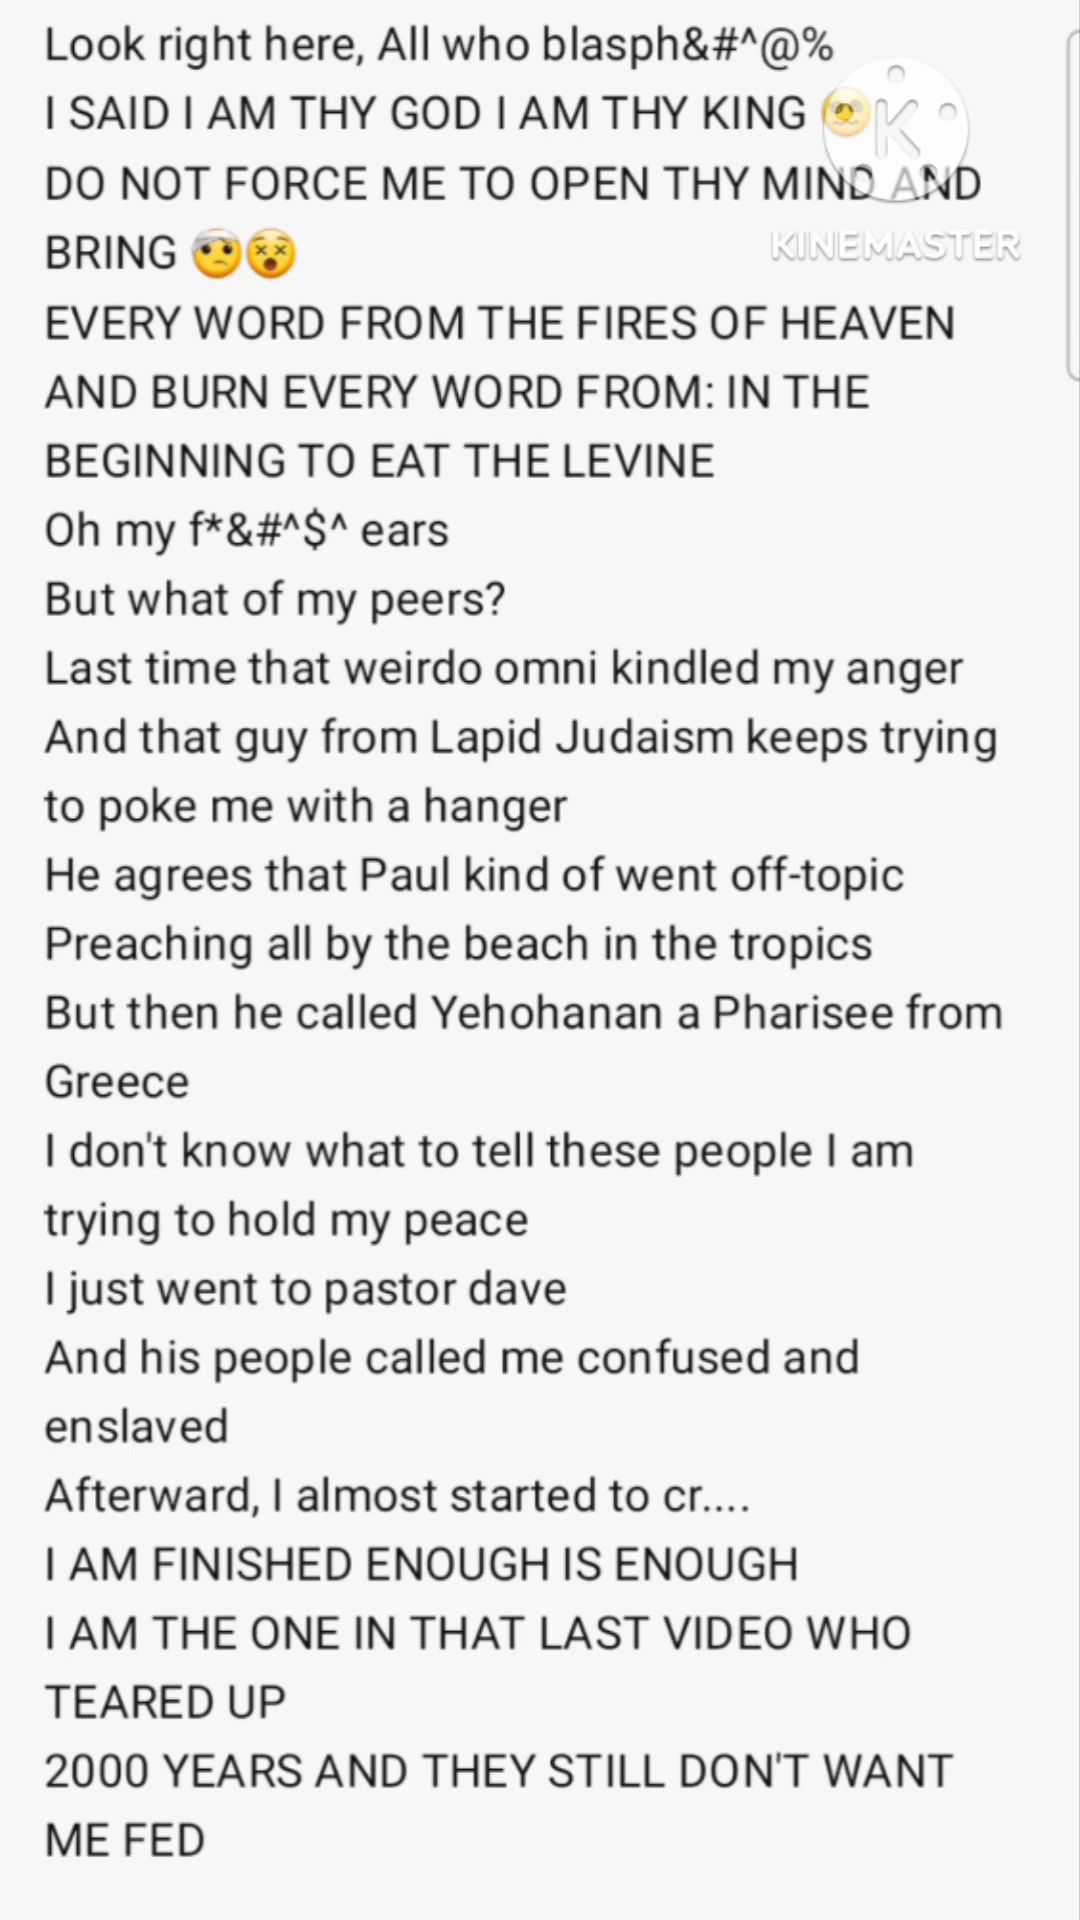 Look right here, All who blasph&#^@%
I SAID I AM THY GOD I AM THY KING
DO NOT FORCE ME TO OPEN THY MIND AND
BRING 🤕😵
EVERY WORD FROM THE FIRES OF HEAVEN
AND BURN EVERY WORD FROM: IN THE
BEGINNING TO EAT THE LEVINE
Oh my f*&#^$^ ears
But what of my peers?
Last time that weirdo omni kindled my anger
And that guy from Lapid Judaism keeps trying
to poke me with a hanger
He agrees that Paul kind of went off-topic
Preaching all by the beach in the tropics
But then he called Yehohanan a Pharisee from
Greece
I don't know what to tell these people I am
trying to hold my peace
I just went to pastor dave
And his people called me confused and
enslaved
Afterward, I almost started to cr....
I AM FINISHED ENOUGH IS ENOUGH
I AM THE ONE IN THAT LAST VIDEO WHO
TEARED UP
2000 YEARS AND THEY STILL DON'T WANT
ME FED
K
KINEMASTER